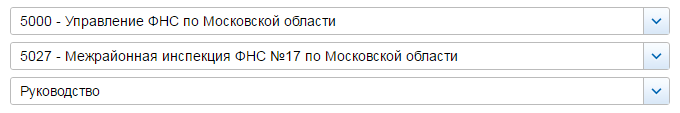 5000 - Управление ФНС по Московской области
5027 - Межрайонная инспекция ФНС №17 по Московской области
Руководство